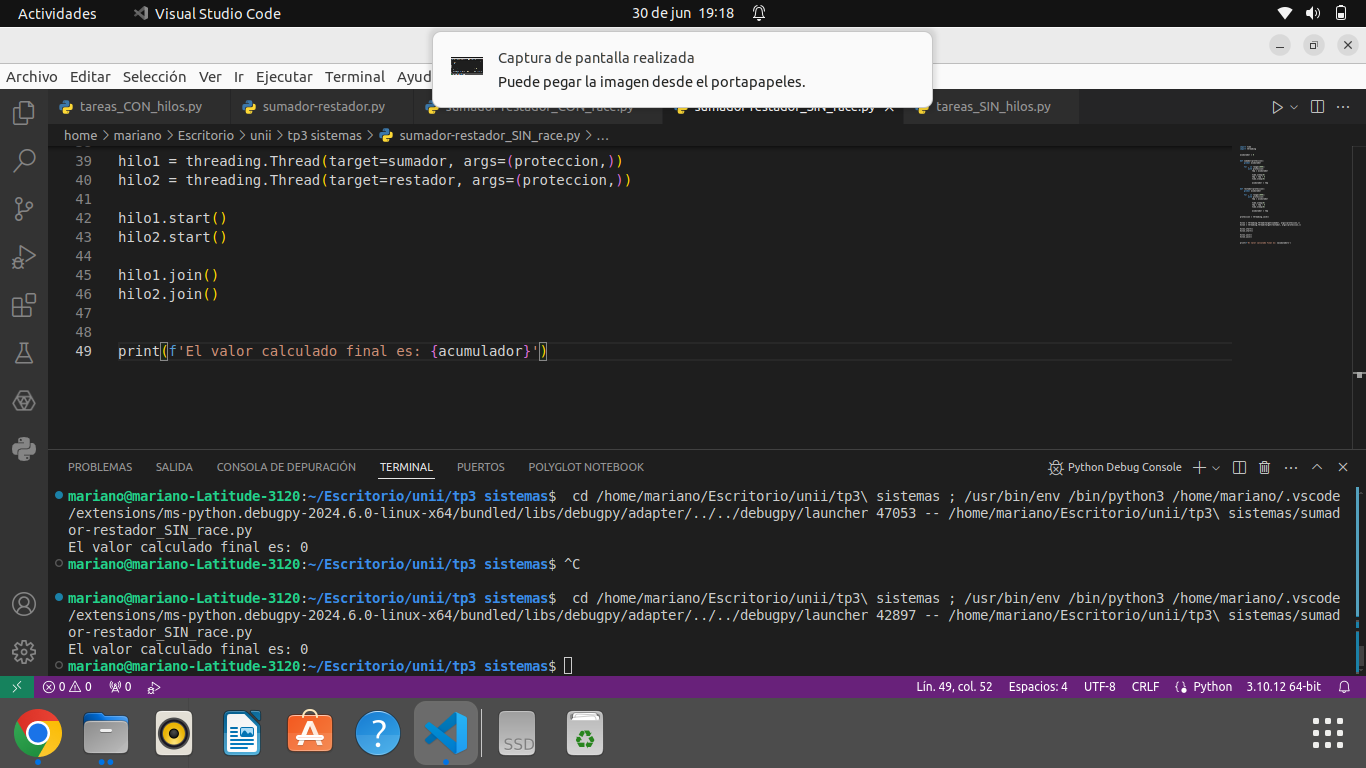 Actividades
Visual Studio Code
30 de jun 19:18
Captura de pantalla realizada
Puede pegar la imagen desde el portapapeles.
Archivo Editar Selección Ver Ir Ejecutar Terminal Ayud
tareas_CON_hilos.py
sumador-restador.py
sumador-restador_CON_race.py
sumador-restador_SIN_race.py
tareas_SIN_hilos.py
home > mariano > Escritorio > unii > tp3 sistemas > sumador-restador_SIN_race.py > ...
39 hilo1 = threading.Thread(target=sumador, args=(proteccion,))
40 hilo2 = threading.Thread(target=restador, args=(proteccion,))
41
42 hilo1.start()
43 hilo2.start()
44
45 hilo1.join()
46 hilo2.join()
47
48
49 print(f'El valor calculado final es: {acumulador}')
PROBLEMAS SALIDA CONSOLA DE DEPURACIÓN TERMINAL PUERTOS POLYGLOT NOTEBOOK
Python Debug Console
mariano@mariano-Latitude-3120:~/Escritorio/unii/tp3 sistemas$  cd /home/mariano/Escritorio/unii/tp3\ sistemas ; /usr/bin/env /bin/python3 /home/mariano/.vscode
/extensions/ms-python.debugpy-2024.6.0-linux-x64/bundled/libs/debugpy/adapter/../../debugpy/launcher 47053 -- /home/mariano/Escritorio/unii/tp3\ sistemas/sumad
or-restador_SIN_race.py
El valor calculado final es: 0
mariano@mariano-Latitude-3120:~/Escritorio/unii/tp3 sistemas$ ^C
mariano@mariano-Latitude-3120:~/Escritorio/unii/tp3 sistemas$  cd /home/mariano/Escritorio/unii/tp3\ sistemas ; /usr/bin/env /bin/python3 /home/mariano/.vscode
/extensions/ms-python.debugpy-2024.6.0-linux-x64/bundled/libs/debugpy/adapter/../../debugpy/launcher 42897 -- /home/mariano/Escritorio/unii/tp3\ sistemas/sumad
or-restador_SIN_race.py
El valor calculado final es: 0
mariano@mariano-Latitude-3120:~/Escritorio/unii/tp3 sistemas$
0 0 0 Lín. 49, col. 52 Espacios: 4 UTF-8 CRLF Python 3.10.12 64-bit
SSD